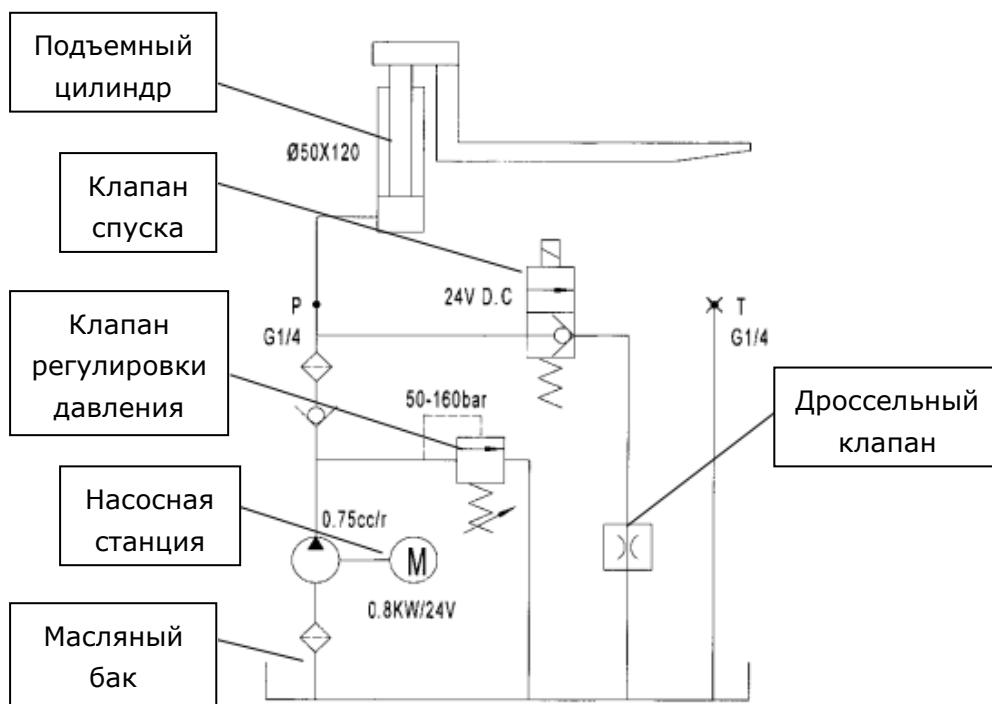 Подъемный
цилиндр
Ø50X120
Клапан
спуска
24V D.C
P
G1/4
T
G1/4
Клапан
регулировки
давления
50-160bar
Дроссельный
клапан
Насосная
станция
0.75cc/r
M
0.8KW/24V
Масляный
бак